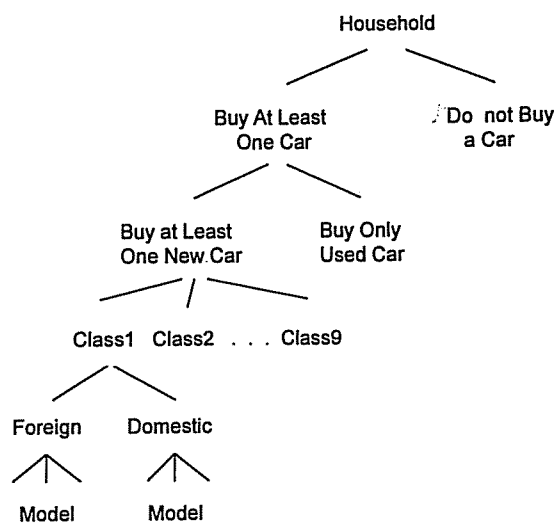 Household
Buy At Least
One Car
Do not Buy
a Car
Buy at Least
One New Car
Buy Only
Used Car
Class1 Class2 . . . Class9
Foreign Domestic
Model Model